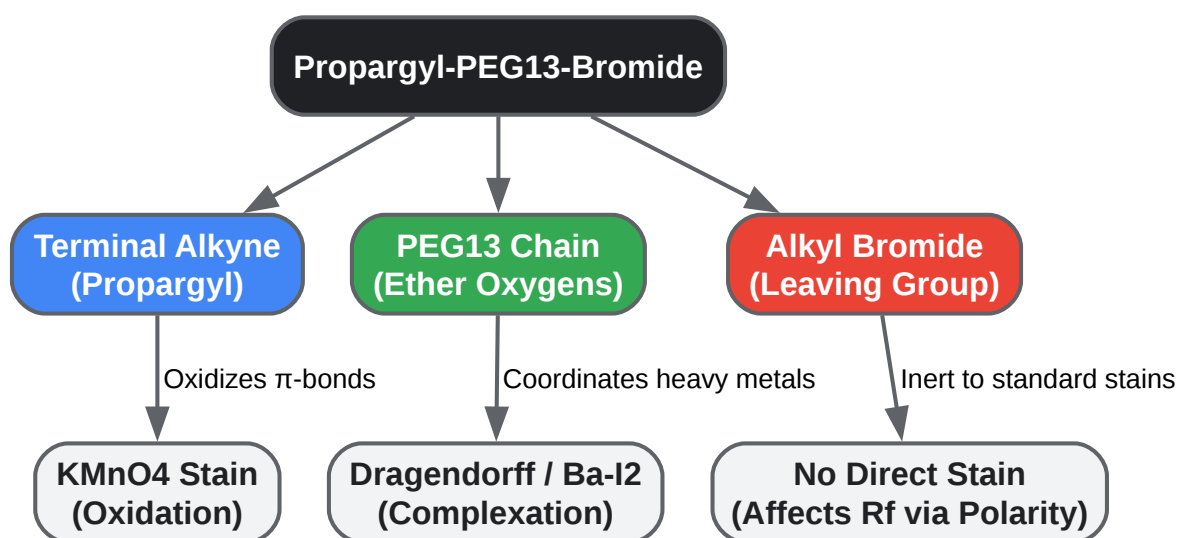 Propargyl-PEG13-Bromide
Terminal Alkyne
(Propargyl)
PEG13 Chain
(Ether Oxygens)
Alkyl Bromide
(Leaving Group)
Oxidizes π-bonds
Coordinates heavy metals
Inert to standard stains
KMnO4 Stain
(Oxidation)
Dragendorff / Ba-I2
(Complexation)
No Direct Stain
(Affects Rf via Polarity)